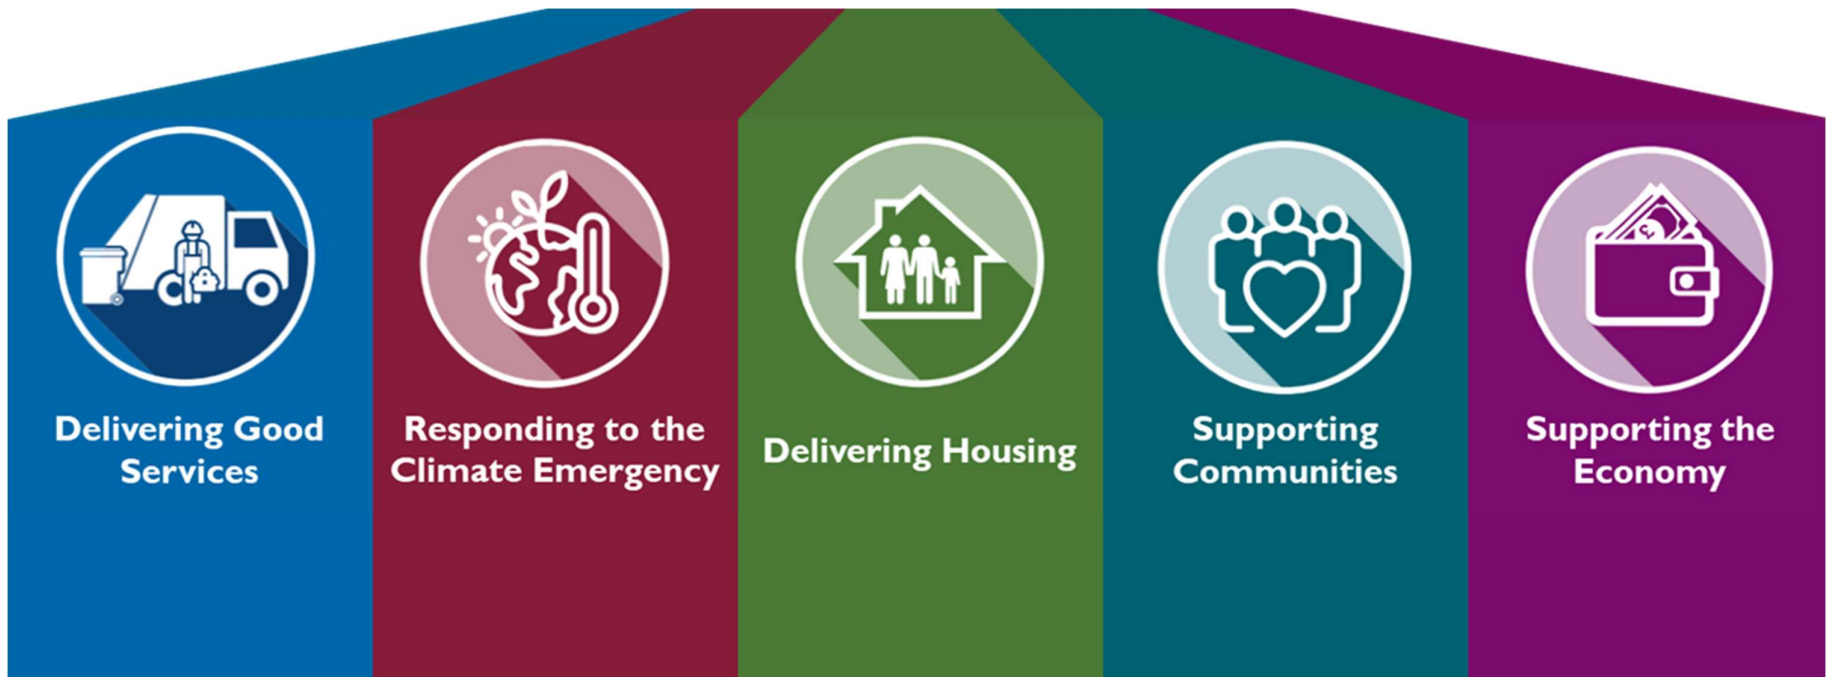 Delivering Good
Services
Responding to the
Climate Emergency
Delivering Housing
Supporting
Communities
£
Supporting the
Economy